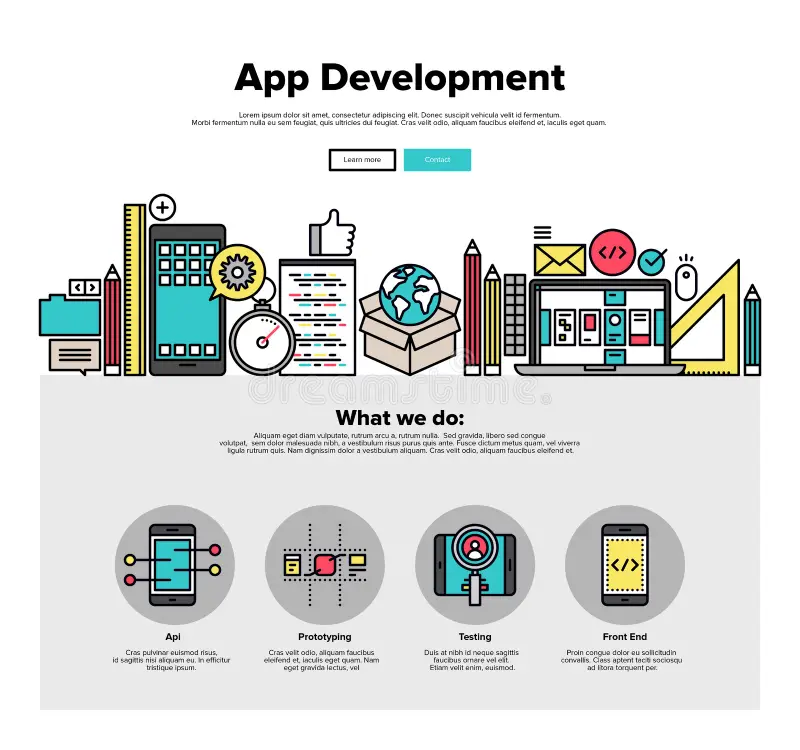 App Development
Lorem ipsum dolor sit amet, consectetur adipiscing elit. Donec suscipit vehicula velit id fermentum.
Morbi fermentum nulla eu sem feugiat, quis ultricies dui feugiat. Cras velit odio, aliquam faucibus eleifend et, iaculis eget quam.
Learn more
Contact
dreamstime
What we do:
Aliquam eget diam vulputate, rutrum arcu a, rutrum nulla. Sed gravida, libero sed congue
volutpat, sem dolor malesuada nibh, a vestibulum risus purus quis ante. Fusce dictum quam metus, vel viverra
ligula rutrum quis. Nam dignissim dolor a vestibulum aliquam. Cras velit odio, aliquam faucibus eleifend et.
Api
Cras pulvinar euismod risus,
id sagittis nisi aliquam eu. In efficitur
tristique ipsum.
Prototyping
Cras velit odio, aliquam faucibus
eleifend et, iaculis eget quam. Nam
eget gravida lectus, vel
Testing
Duis at nibh id neque sagittis
faucibus ornare vel elit.
Etiam velit enim, euismod.
Front End
Proin congue dolor eu sollicitudin
convallis. Class aptent taciti sociosqu
ad litora torquent per.